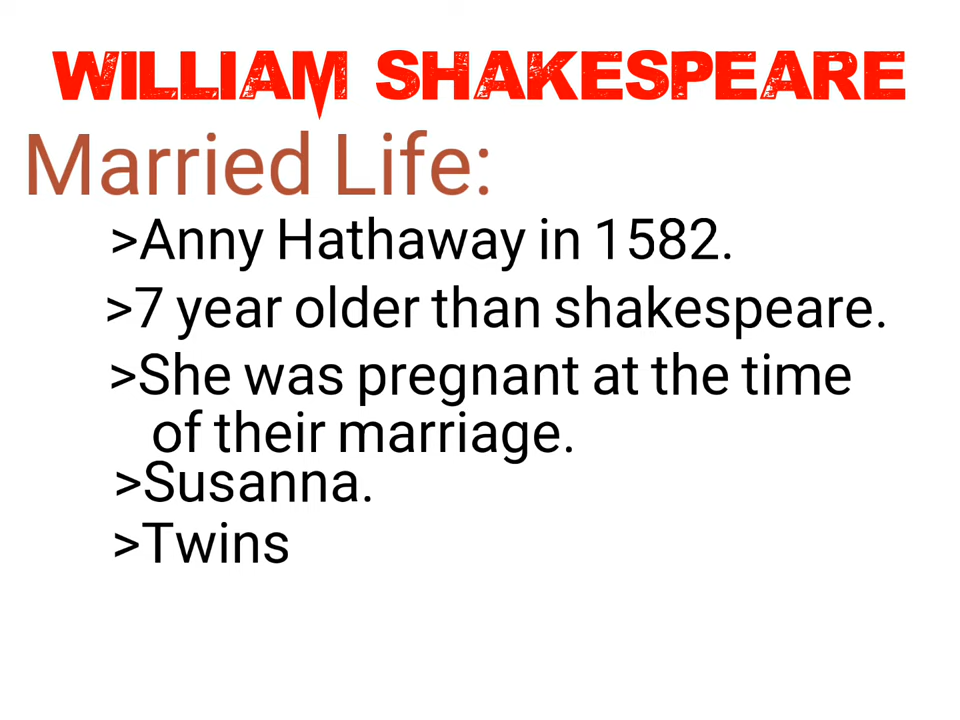 WILLIAM SHAKESPEARE
Married Life:
>Anny Hathaway in 1582.
>7 year older than shakespeare.
>She was pregnant at the time
of their marriage.
>Susanna.
>Twins